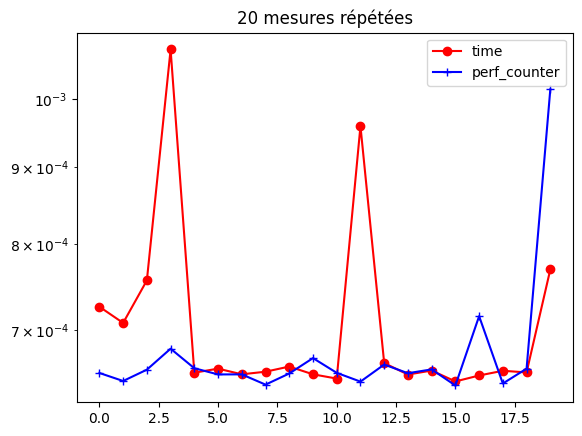 20 mesures répétées
time
perf_counter
10⁻³
9 × 10⁻⁴
8 × 10⁻⁴
7 × 10⁻⁴
0.0 2.5 5.0 7.5 10.0 12.5 15.0 17.5